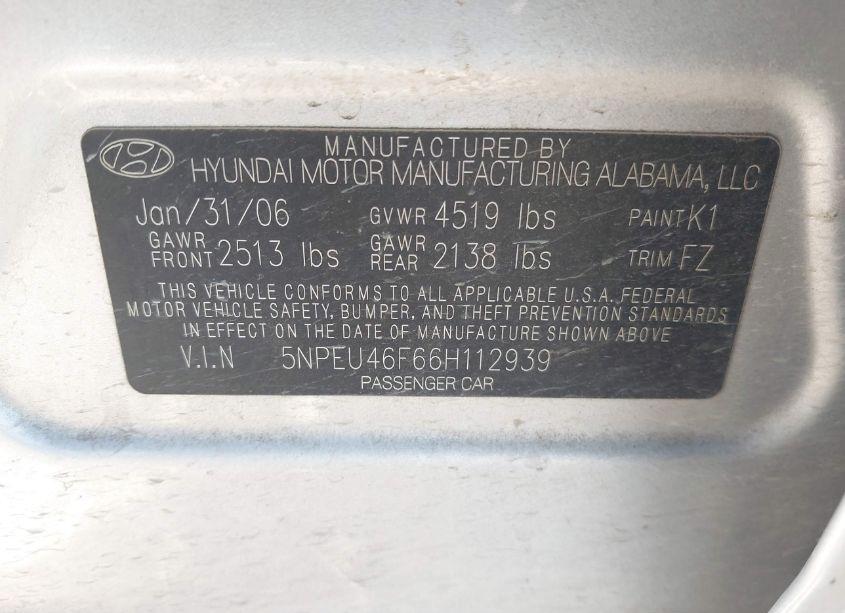 MANUFACTURED BY
HYUNDAI MOTOR MANUFACTURING ALABAMA, LLC
Jan/31/06 GVWR 4519 lbs PAINT K1
GAWR FRONT 2513 lbs GAWR REAR 2138 lbs TRIM FZ
THIS VEHICLE CONFORMS TO ALL APPLICABLE U.S.A. FEDERAL
MOTOR VEHICLE SAFETY, BUMPER, AND THEFT PREVENTION STANDARDS
IN EFFECT ON THE DATE OF MANUFACTURE SHOWN ABOVE
V.I.N 5NPEU46F66H112939
PASSENGER CAR